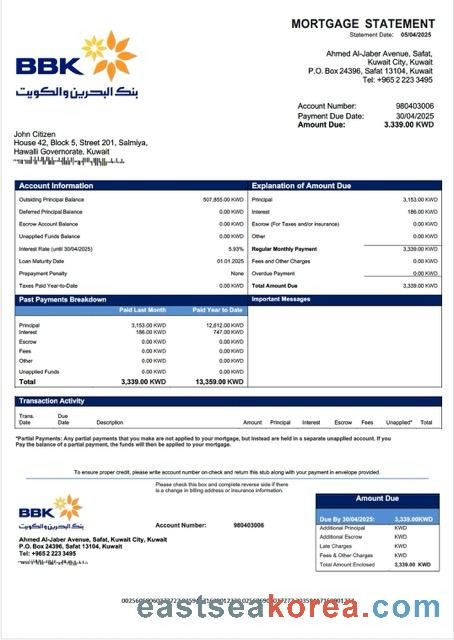 MORTGAGE STATEMENT
Statement Date: 05/04/2025
BBK
بنك البحرين والكويت
Ahmed Al-Jaber Avenue, Safat,
Kuwait City, Kuwait
P.O. Box 24396, Safat 13104, Kuwait
Tel: +965 2 223 3495
Account Number: 980403006
Payment Due Date: 30/04/2025
Amount Due: 3.339.00 KWD
John Citizen
House 42, Block 5, Street 201, Salmiya,
Hawalli Governorate, Kuwait
Account Information
Outsiding Principal Balance 507,855.00 KWD
Deferred Principal Balance 0.00 KWD
Escrow Account Balance 0.00 KWD
Unapplied Funds Balance 0.00 KWD
Interest Rate (until 30/04/2025) 5.93%
Loan Maturity Date 01.01.2025
Prepayment Penalty None
Taxes Paid Year-to-Date 0.00 KWD
Explanation of Amount Due
Principal 3,153.00 KWD
Interest 186.00 KWD
Escrow (For Taxes and/or insurance) 0.00 KWD
Other 0.00 KWD
Regular Monthly Payment 3,339.00 KWD
Fees and Other Charges 0.00 KWD
Overdue Payment 0.00 KWD
Total Amount Due 3,339.00 KWD
Past Payments Breakdown
Paid Last Month Paid Year to Date
Principal 3,153.00 KWD 12,612.00 KWD
Interest 186.00 KWD 747.00 KWD
Escrow 0.00 KWD 0.00 KWD
Fees 0.00 KWD 0.00 KWD
Other 0.00 KWD 0.00 KWD
Unapplied Funds 0.00 KWD 0.00 KWD
Total 3,339.00 KWD 13,359.00 KWD
Important Messages
Transaction Activity
Trans. Date Due Date Description Amount Principal Interest Escrow Fees Unapplied* Total
*Partial Payments: Any partial payments that you make are not applied to your mortgage, but instead are held in a separate unapplied account. If you
Pay the balance of a partial payment, the funds will then be applied to your mortgage.
To ensure proper credit, please write account number on check and return this stub along with your payment in envelope provided.
Please check this box and complete reverse side if there
is a change in billing address or insurance information.
BBK
بنك البحرين والكويت
Account Number: 980403006
Ahmed Al-Jaber Avenue, Safat, Kuwait City, Kuwait
P.O. Box 24396, Safat 13104, Kuwait
Tel: +965 2 223 3495
Amount Due
Due By 30/04/2025: 3,339.00KWD
Additional Principal KWD
Additional Escrow KWD
Late Charges KWD
Fees & Other Charges KWD
Total Amount Enclosed 3,339.00 KWD
eastseakorea.com